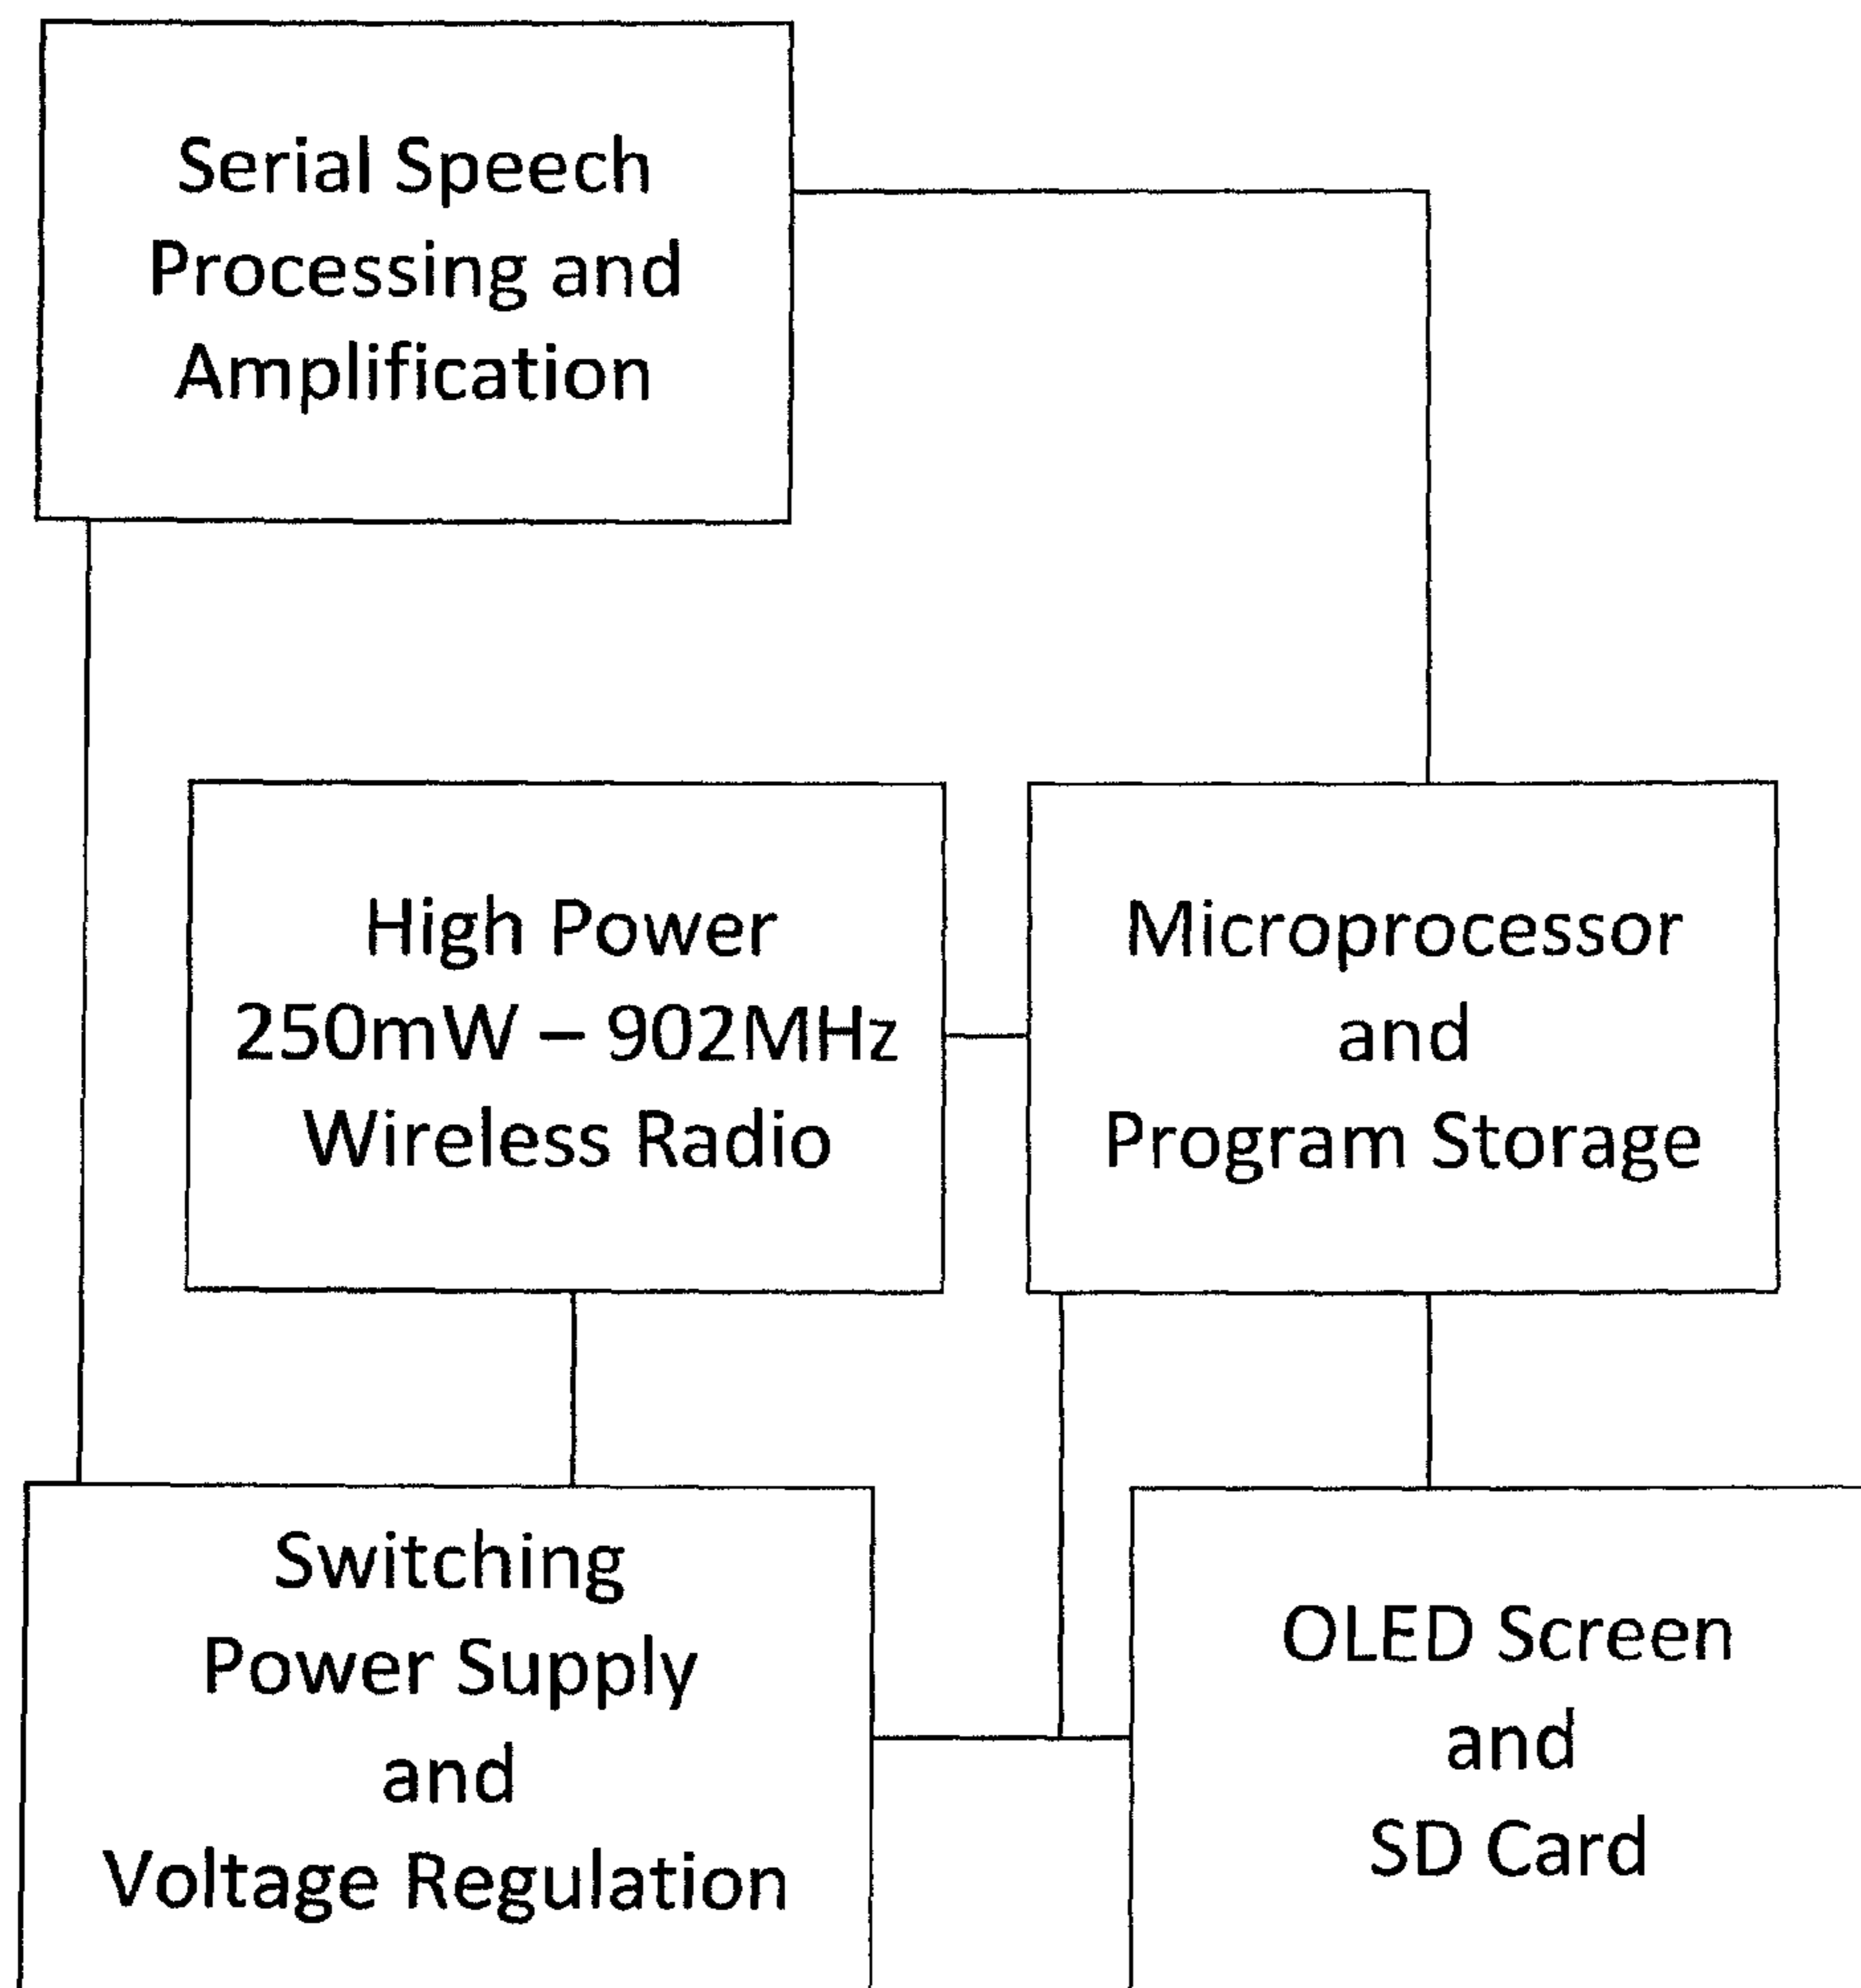 Serial Speech
Processing and
Amplification
High Power
250mW – 902MHz
Wireless Radio
Microprocessor
and
Program Storage
Switching
Power Supply
and
Voltage Regulation
OLED Screen
and
SD Card